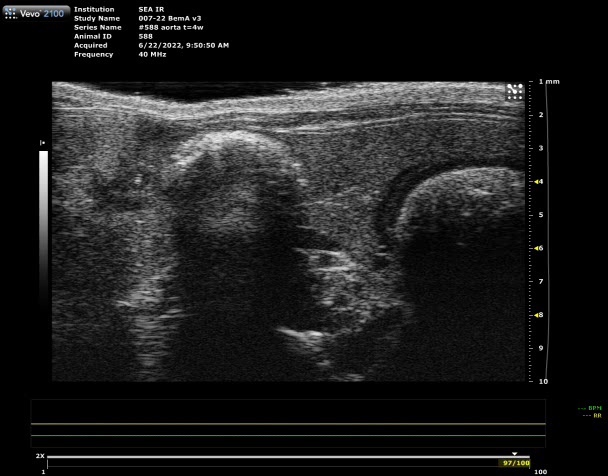 Vevo 2100
Institution SEA IR
Study Name 007-22 BemA v3
Series Name #588 aorta t=4w
Animal ID 588
Acquired 6/22/2022, 9:50:50 AM
Frequency 40 MHz
1 mm
2
3
4
5
6
7
8
9
10
--- BPM
--- RR
2X
97/100
1
100